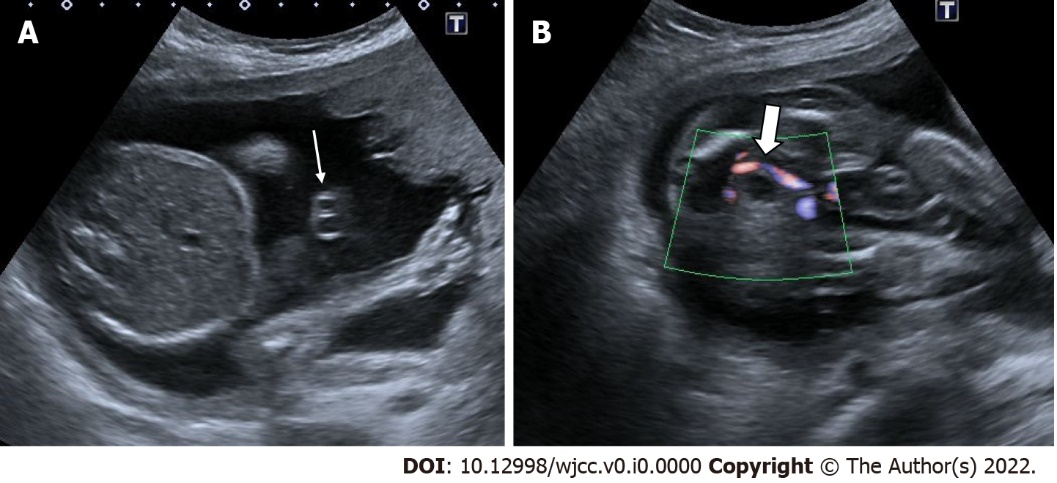 A
T
B
T
DOI: 10.12998/wjcc.v0.i0.0000 Copyright © The Author(s) 2022.